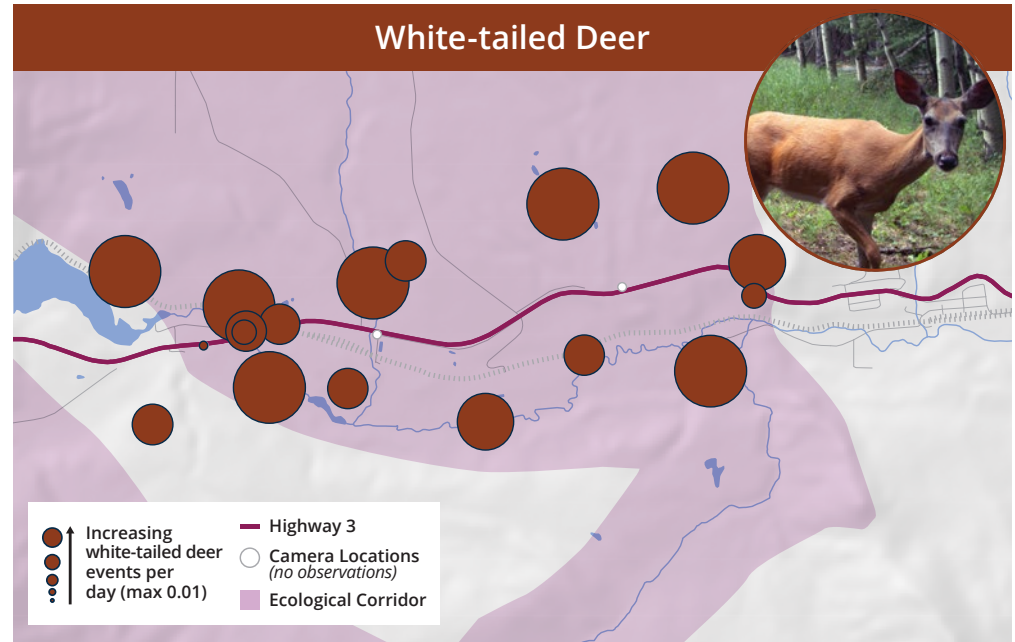 White-tailed Deer
Increasing
white-tailed deer
events per
day (max 0.01)
Highway 3
Camera Locations
(no observations)
Ecological Corridor